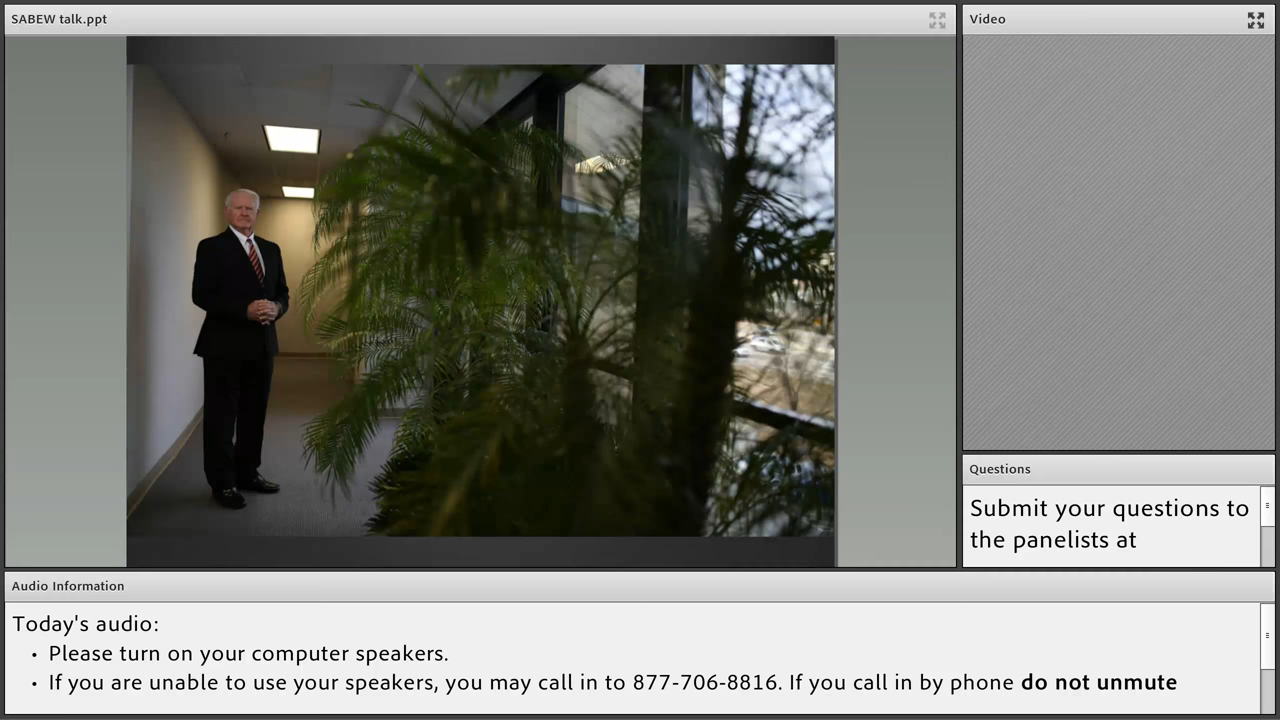 SABEW talk.ppt
Video
Questions
Submit your questions to
the panelists at
Audio Information
Today's audio:
• Please turn on your computer speakers.
• If you are unable to use your speakers, you may call in to 877-706-8816. If you call in by phone do not unmute